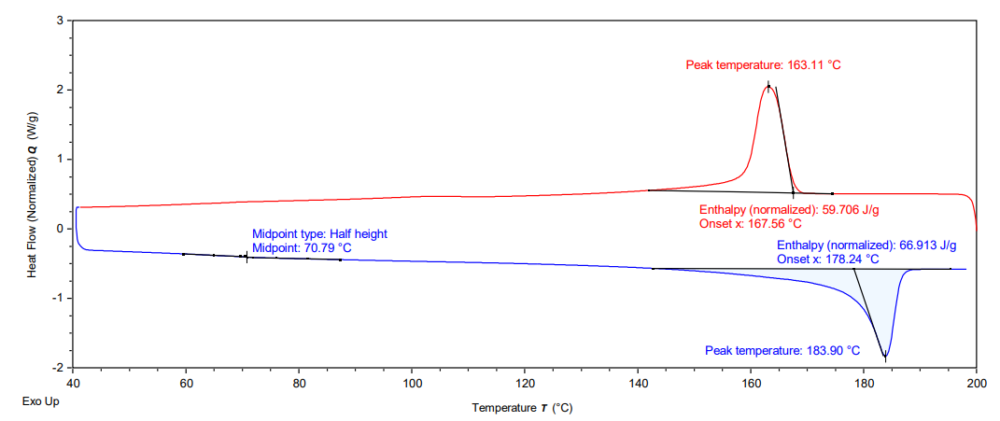 3
2
1
0
-1
-2
Heat Flow (Normalized) Q (W/g)
Peak temperature: 163.11 °C
Enthalpy (normalized): 59.706 J/g
Onset x: 167.56 °C
Midpoint type: Half height
Midpoint: 70.79 °C
Enthalpy (normalized): 66.913 J/g
Onset x: 178.24 °C
Peak temperature: 183.90 °C
40 60 80 100 120 140 160 180 200
Exo Up
Temperature T (°C)